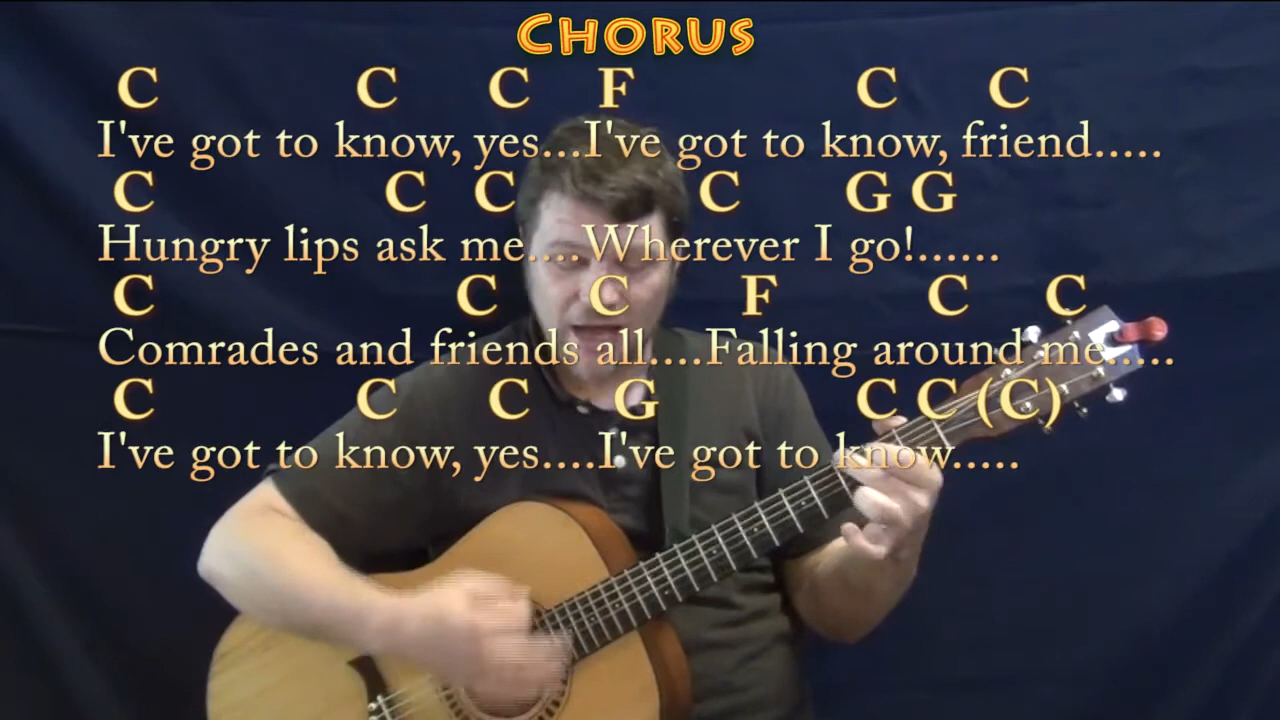 CHORUS
C C C F C C
I've got to know, yes...I've got to know, friend.....
C C C C G G
Hungry lips ask me....Wherever I go!......
C C C F C C
Comrades and friends all....Falling around me.....
C C C G C C (C)
I've got to know, yes....I've got to know.....